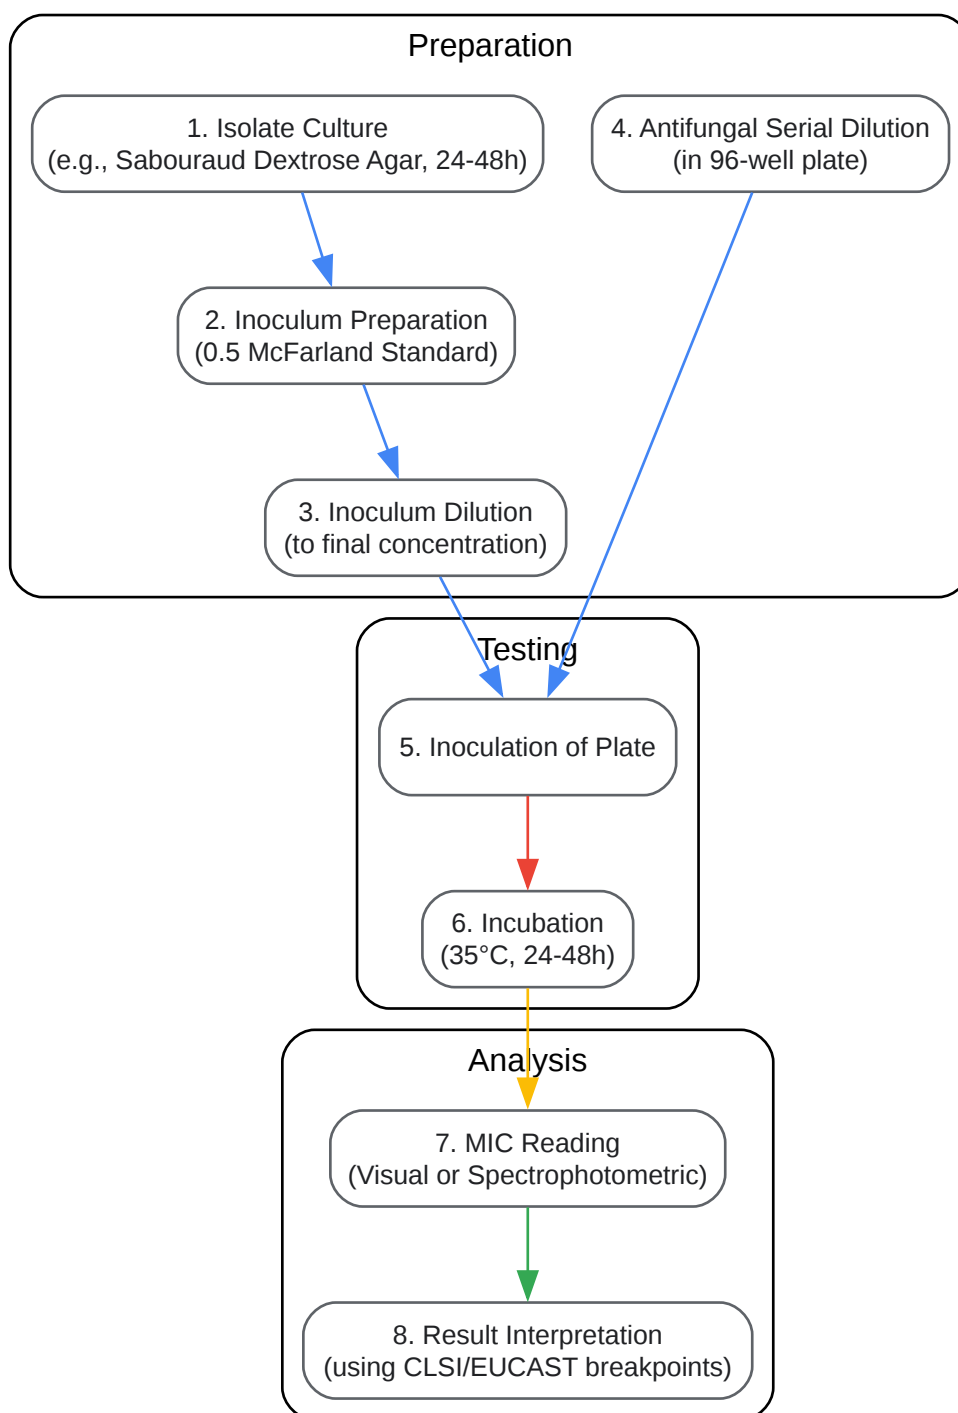 Preparation
1. Isolate Culture
(e.g., Sabouraud Dextrose Agar, 24-48h)
4. Antifungal Serial Dilution
(in 96-well plate)
2. Inoculum Preparation
(0.5 McFarland Standard)
3. Inoculum Dilution
(to final concentration)
Testing
5. Inoculation of Plate
6. Incubation
(35°C, 24-48h)
Analysis
7. MIC Reading
(Visual or Spectrophotometric)
8. Result Interpretation
(using CLSI/EUCAST breakpoints)